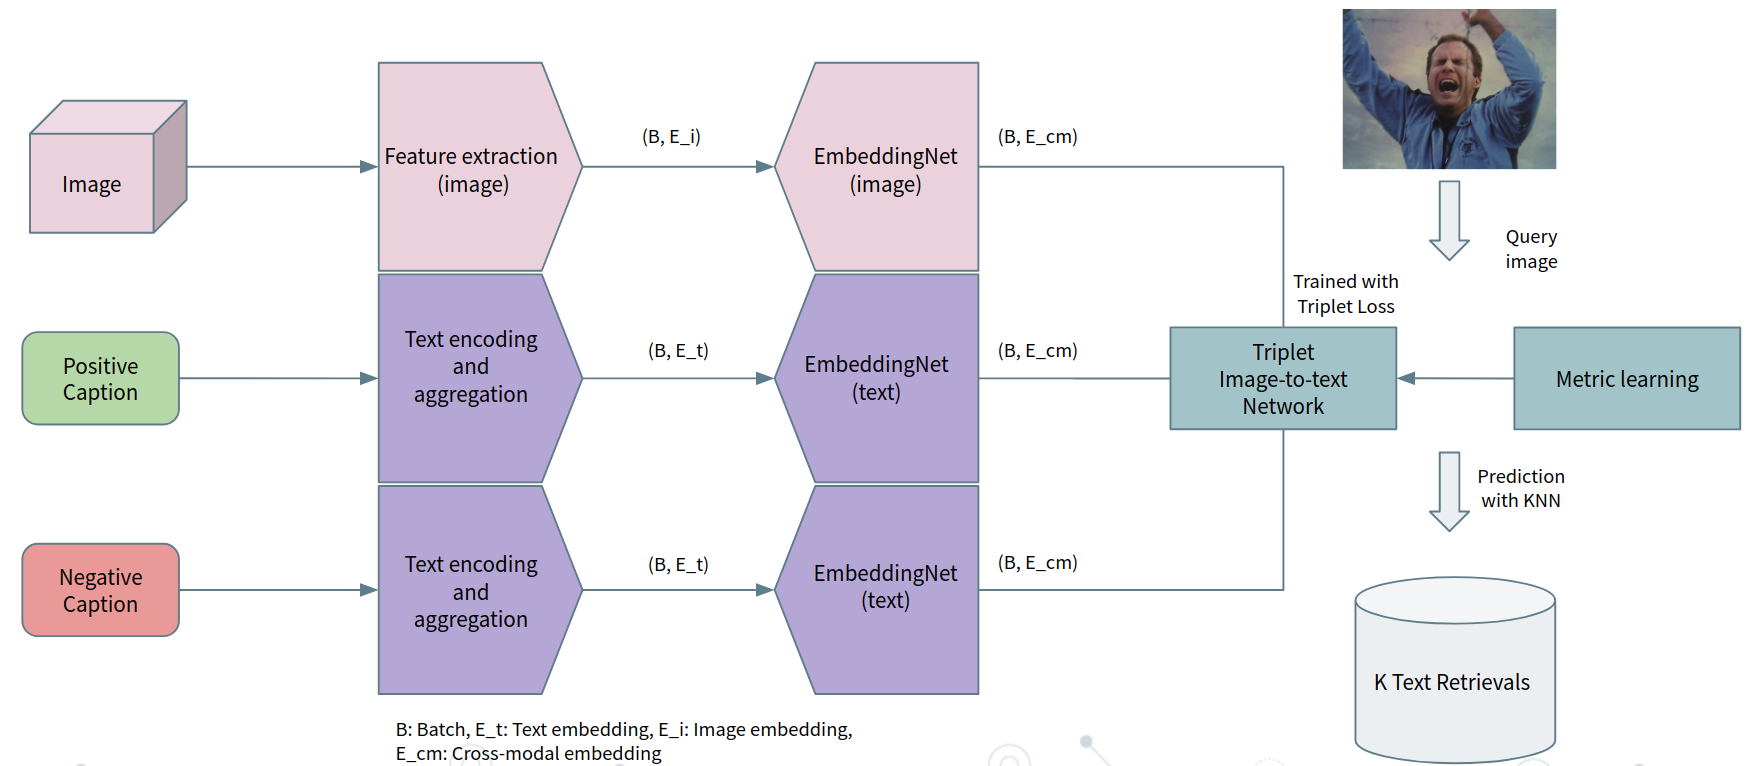 Image
Feature extraction
(image)
(B, E_i)
EmbeddingNet
(image)
(B, E_cm)
Query
image
Positive
Caption
Text encoding
and
aggregation
(B, E_t)
EmbeddingNet
(text)
(B, E_cm)
Trained with
Triplet Loss
Triplet
Image-to-text
Network
Metric learning
Negative
Caption
Text encoding
and
aggregation
(B, E_t)
EmbeddingNet
(text)
(B, E_cm)
Prediction
with KNN
K Text Retrievals
B: Batch, E_t: Text embedding, E_i: Image embedding,
E_cm: Cross-modal embedding